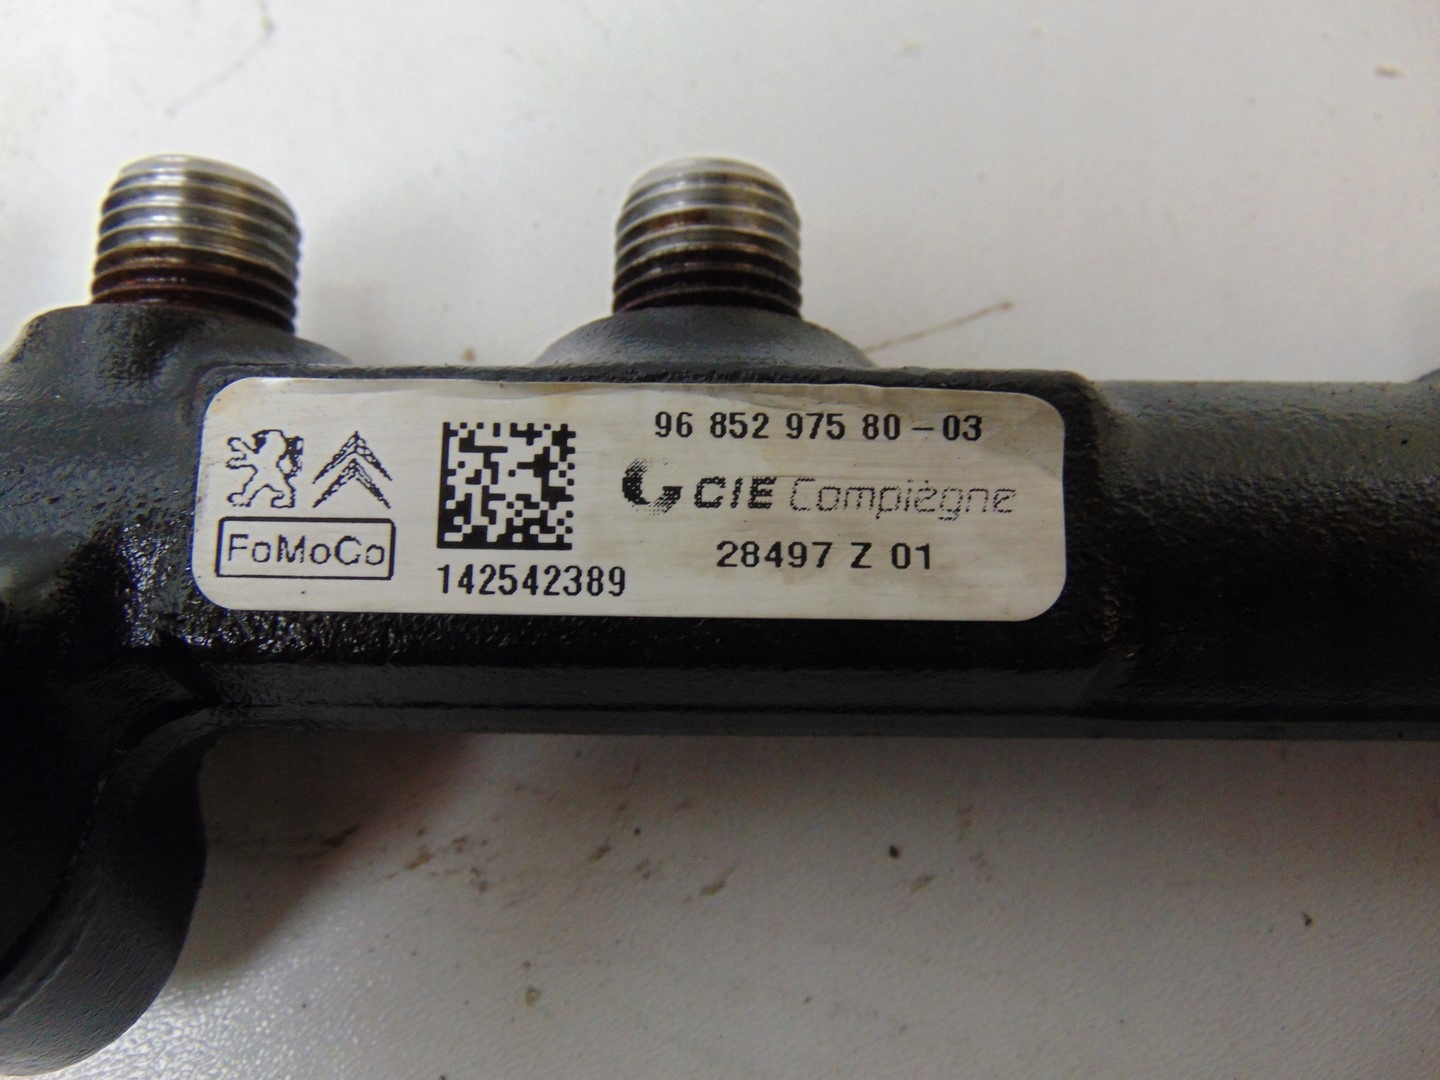 96 852 975 80-03
CIE Compiègne
28497 Z 01
FoMoCo
142542389